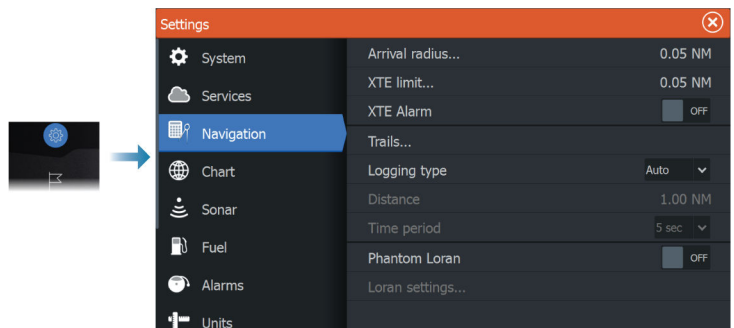 Settings
System
Services
Navigation
Chart
Sonar
Fuel
Alarms
Units
Arrival radius... 0.05 NM
XTE limit... 0.05 NM
XTE Alarm OFF
Trails...
Logging type Auto
Distance 1.00 NM
Time period 5 sec
Phantom Loran OFF
Loran settings...